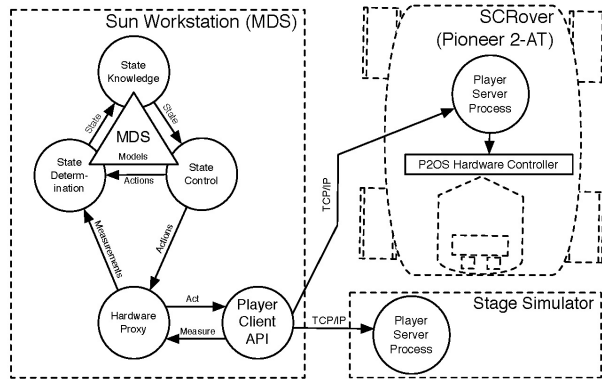 Sun Workstation (MDS)
State
Knowledge
State
State
MDS
Models
State
Determ-
ination
Actions
State
Control
Measurements
Actions
Hardware
Proxy
Act
Measure
Player
Client
API
TCP/IP
TCP/IP
SCRover
(Pioneer 2-AT)
Player
Server
Process
P2OS Hardware Controller
Stage Simulator
Player
Server
Process